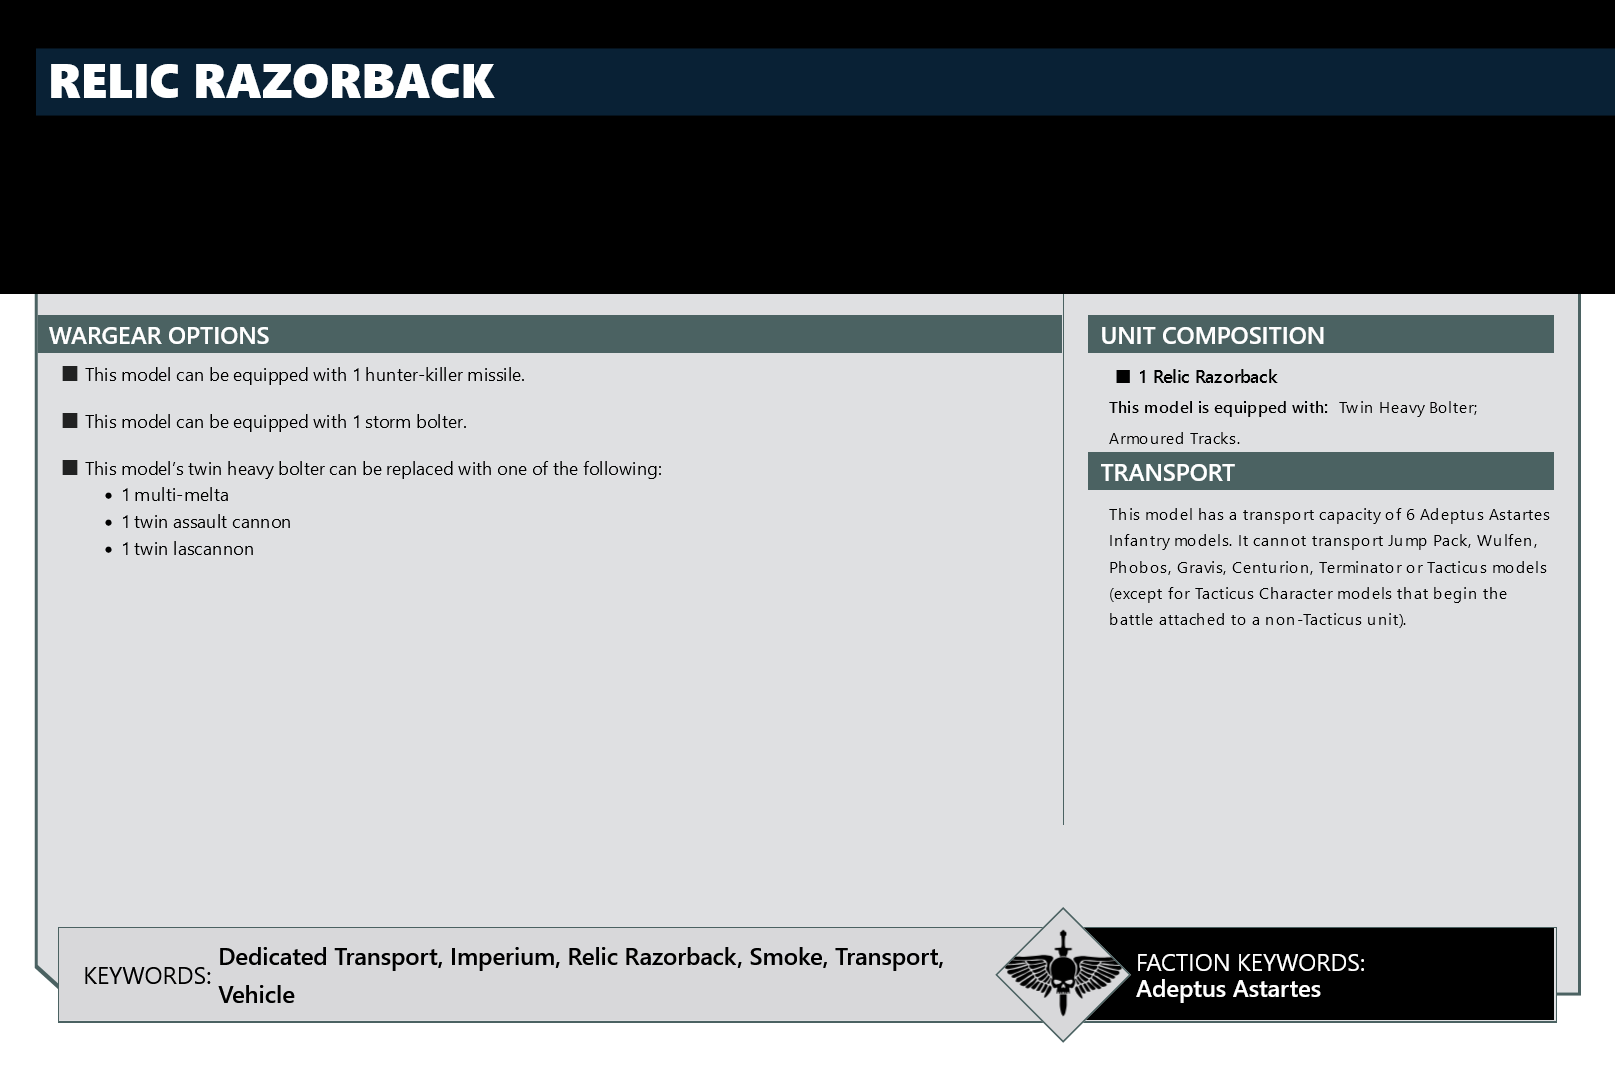 RELIC RAZORBACK
WARGEAR OPTIONS
■ This model can be equipped with 1 hunter-killer missile.
■ This model can be equipped with 1 storm bolter.
■ This model’s twin heavy bolter can be replaced with one of the following:
• 1 multi-melta
• 1 twin assault cannon
• 1 twin lascannon
UNIT COMPOSITION
■ 1 Relic Razorback
This model is equipped with: Twin Heavy Bolter;
Armoured Tracks.
TRANSPORT
This model has a transport capacity of 6 Adeptus Astartes
Infantry models. It cannot transport Jump Pack, Wulfen,
Phobos, Gravis, Centurion, Terminator or Tacticus models
(except for Tacticus Character models that begin the
battle attached to a non-Tacticus unit).
KEYWORDS: Dedicated Transport, Imperium, Relic Razorback, Smoke, Transport,
Vehicle
FACTION KEYWORDS:
Adeptus Astartes